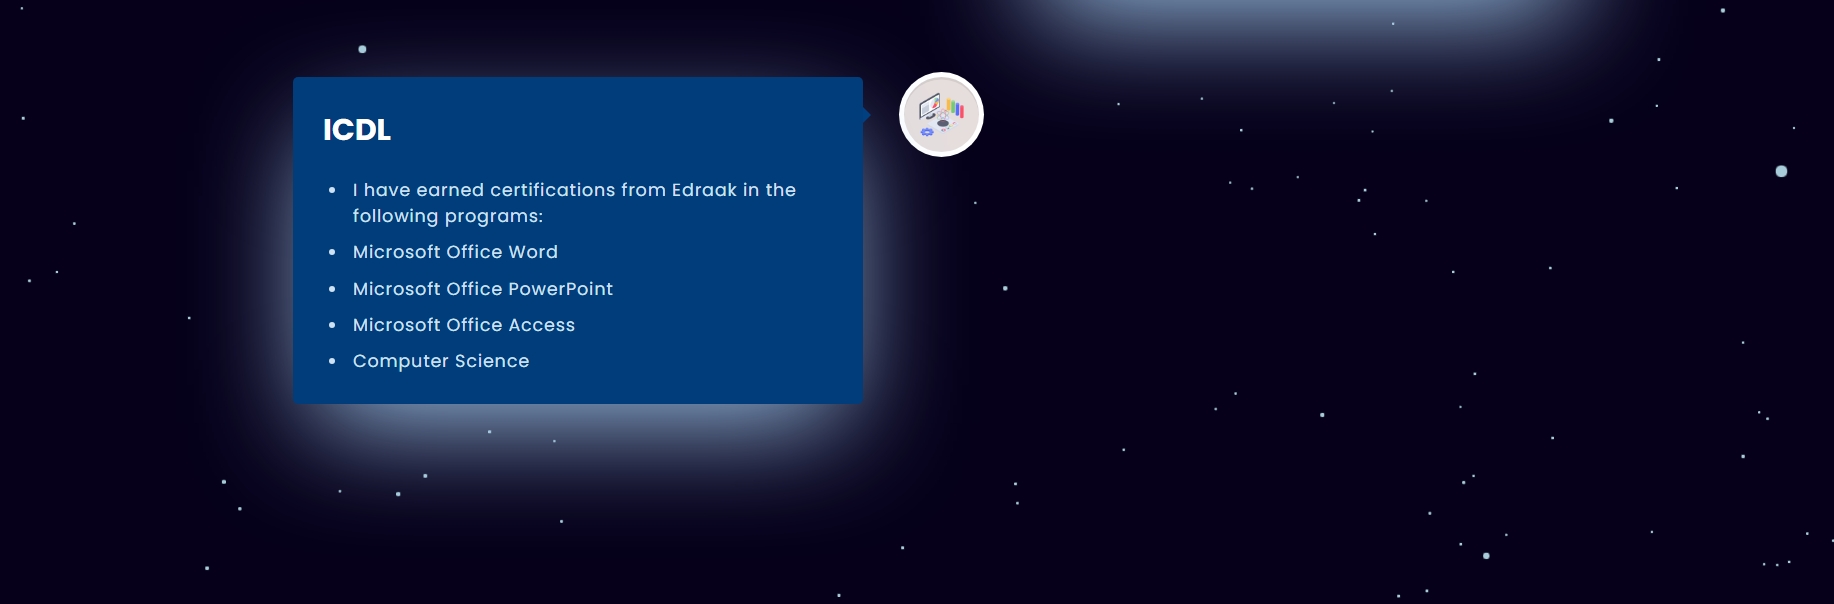 ICDL
I have earned certifications from Edraak in the
following programs:
Microsoft Office Word
Microsoft Office PowerPoint
Microsoft Office Access
Computer Science